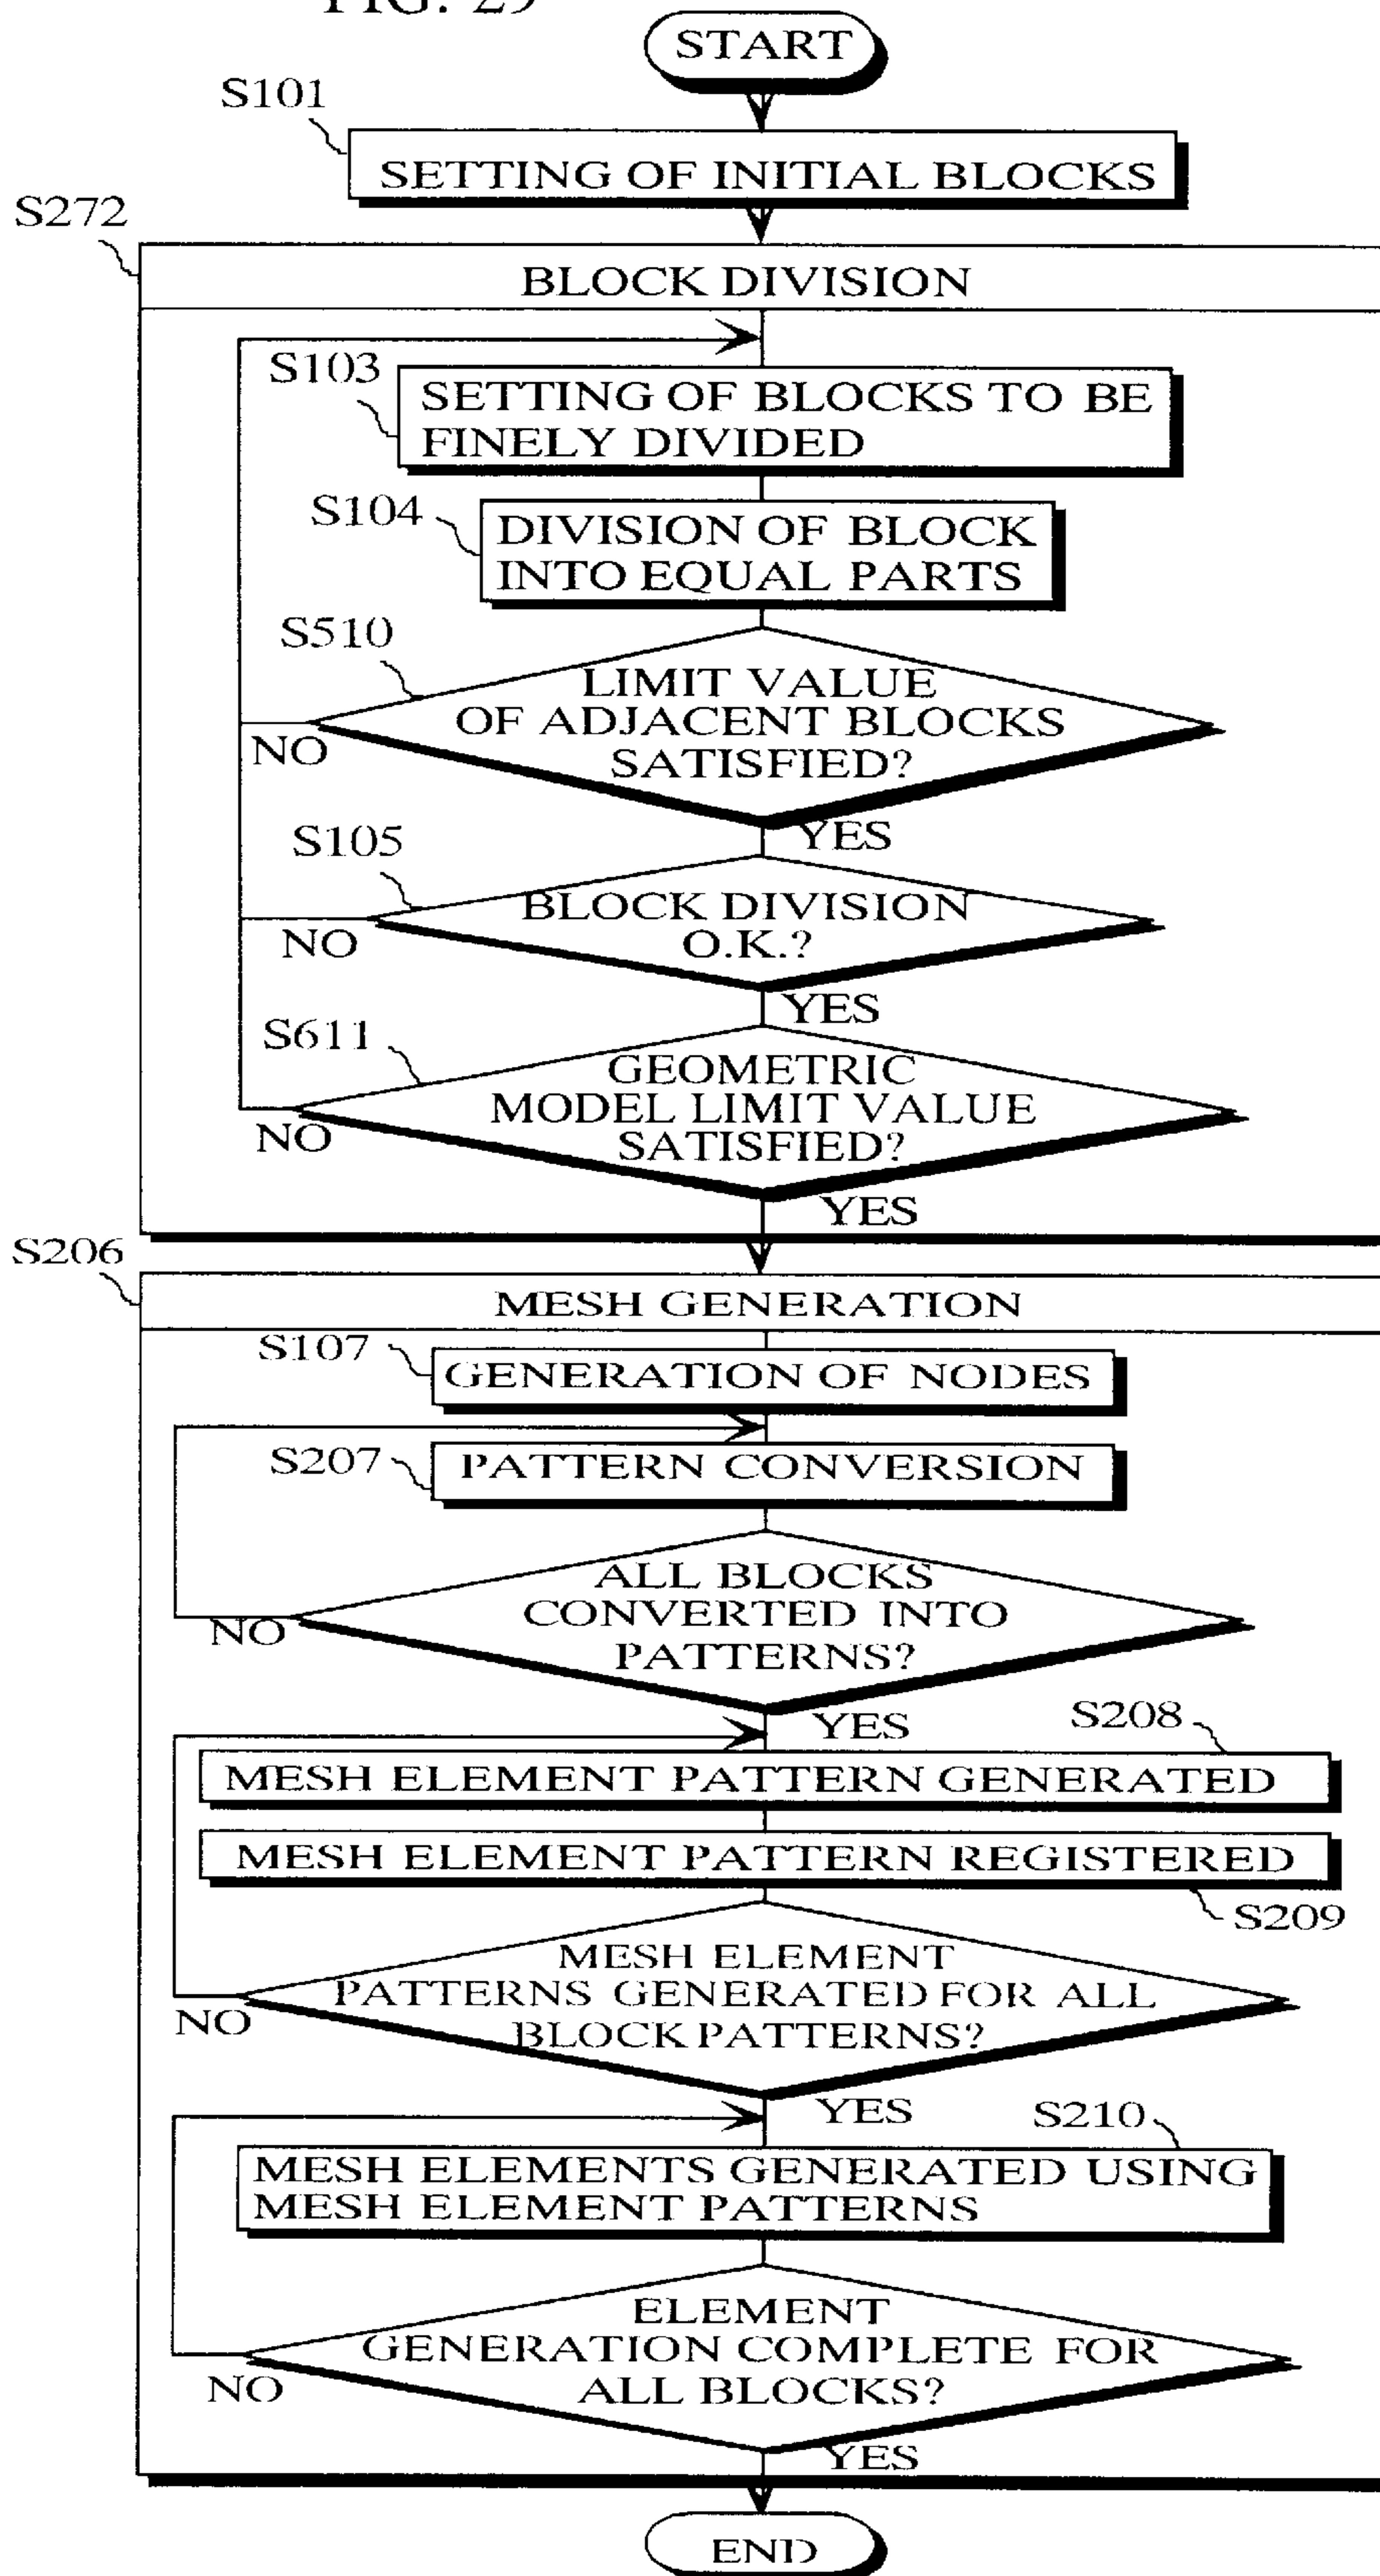 START
S101
SETTING OF INITIAL BLOCKS
S272
BLOCK DIVISION
S103
SETTING OF BLOCKS TO BE
FINELY DIVIDED
S104
DIVISION OF BLOCK
INTO EQUAL PARTS
S510
LIMIT VALUE
OF ADJACENT BLOCKS
SATISFIED?
NO
YES
S105
BLOCK DIVISION
O.K.?
NO
YES
S611
GEOMETRIC
MODEL LIMIT VALUE
SATISFIED?
NO
YES
S206
MESH GENERATION
S107
GENERATION OF NODES
S207
PATTERN CONVERSION
ALL BLOCKS
CONVERTED INTO
PATTERNS?
NO
YES
S208
MESH ELEMENT PATTERN GENERATED
MESH ELEMENT PATTERN REGISTERED
S209
MESH ELEMENT
PATTERNS GENERATED FOR ALL
BLOCK PATTERNS?
NO
YES
S210
MESH ELEMENTS GENERATED USING
MESH ELEMENT PATTERNS
ELEMENT
GENERATION COMPLETE FOR
ALL BLOCKS?
NO
YES
END